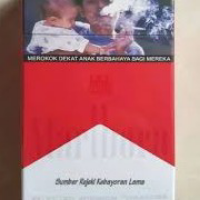 MEROKOK DEKAT ANAK BERBAHAYA BAGI MEREKA
Marlboro
Sumber Rejeki Kebayoran Lama